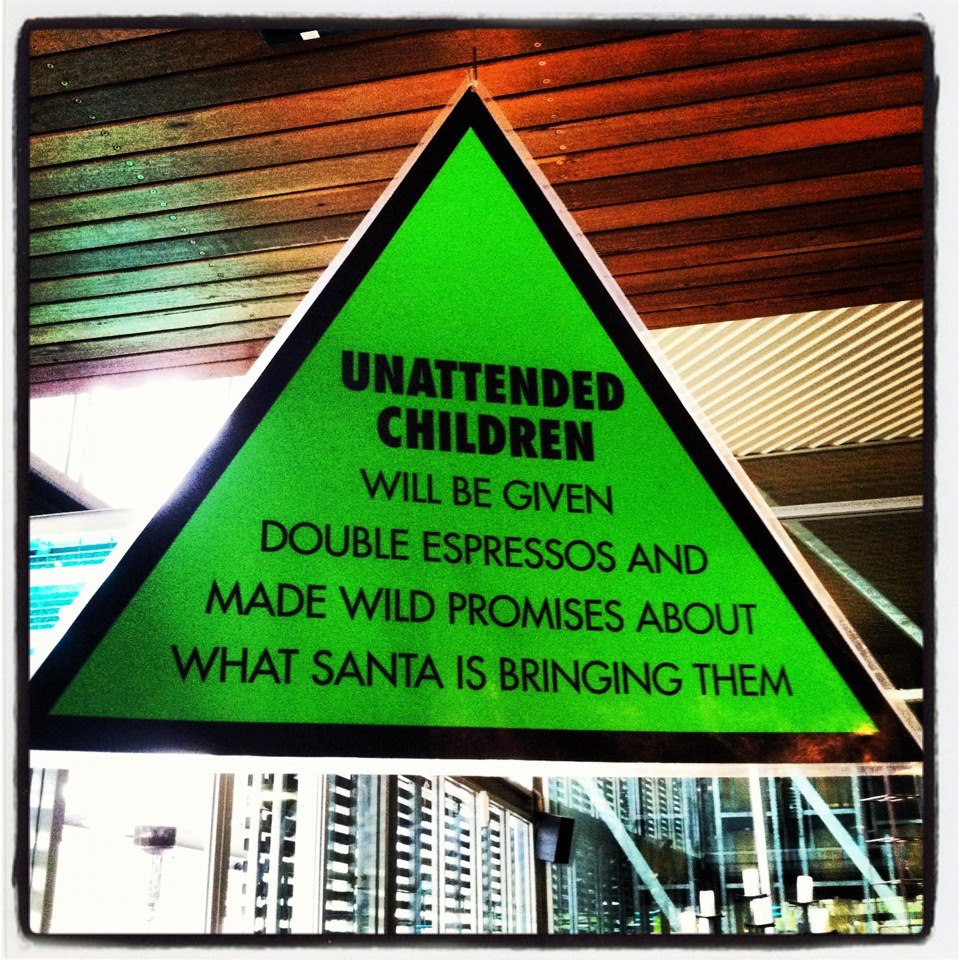 UNATTENDED
CHILDREN
WILL BE GIVEN
DOUBLE ESPRESSOS AND
MADE WILD PROMISES ABOUT
WHAT SANTA IS BRINGING THEM